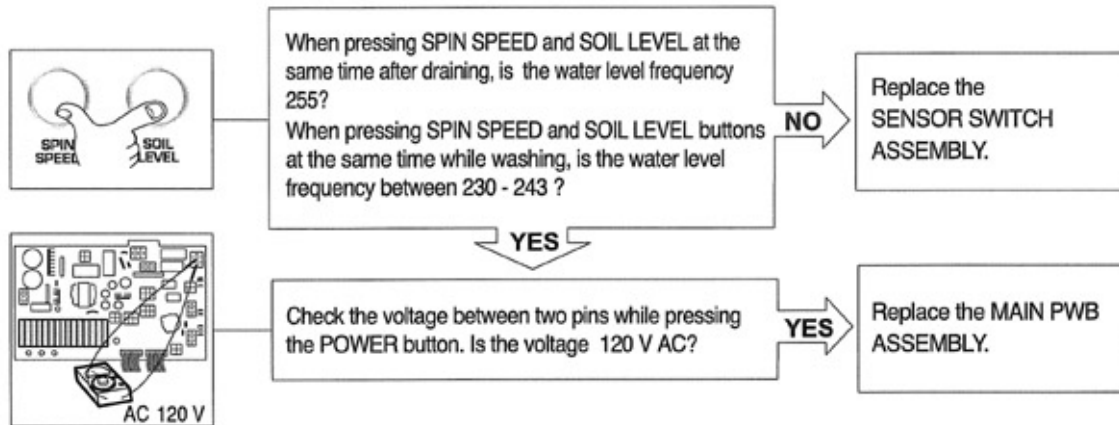 SPIN
SPEED
SOIL
LEVEL
When pressing SPIN SPEED and SOIL LEVEL at the
same time after draining, is the water level frequency
255?
When pressing SPIN SPEED and SOIL LEVEL buttons
at the same time while washing, is the water level
frequency between 230 - 243 ?
NO
Replace the
SENSOR SWITCH
ASSEMBLY.
YES
AC 120 V
Check the voltage between two pins while pressing
the POWER button. Is the voltage 120 V AC?
YES
Replace the MAIN PWB
ASSEMBLY.